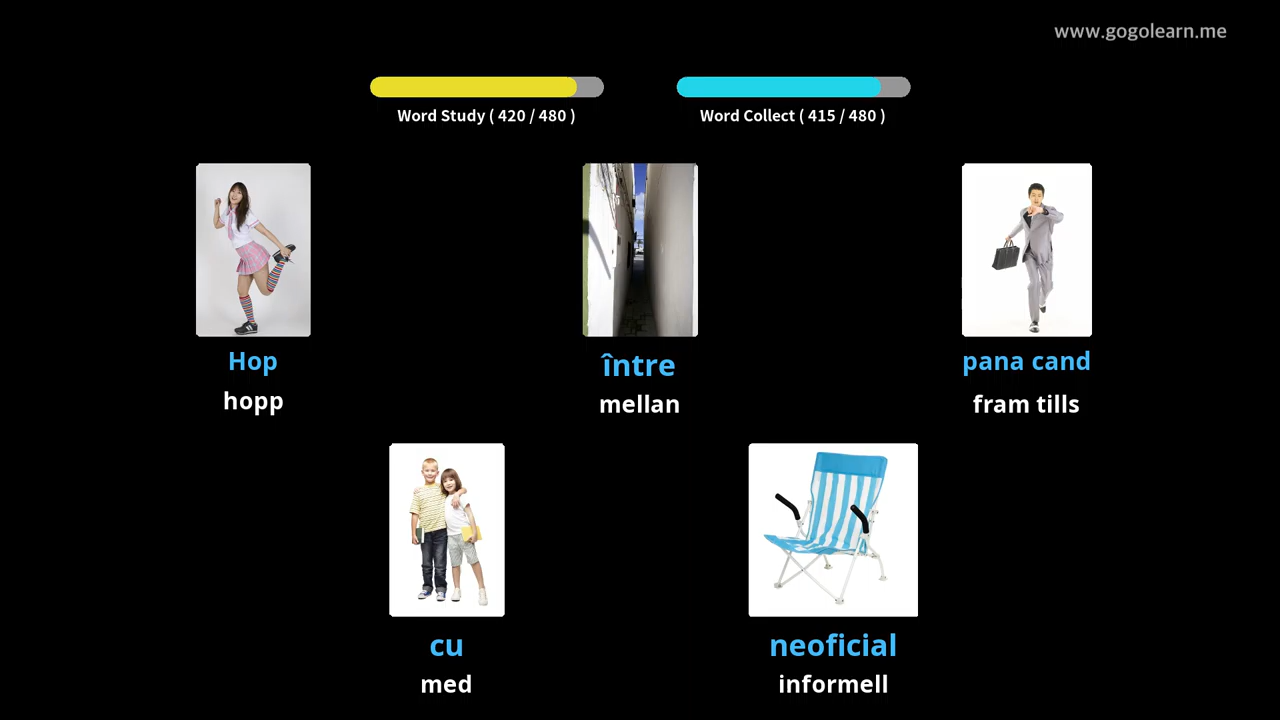 www.gogolearn.me
Word Study ( 420 / 480 )
Word Collect ( 415 / 480 )
Hop
hopp
între
mellan
pana cand
fram tills
cu
med
neoficial
informell